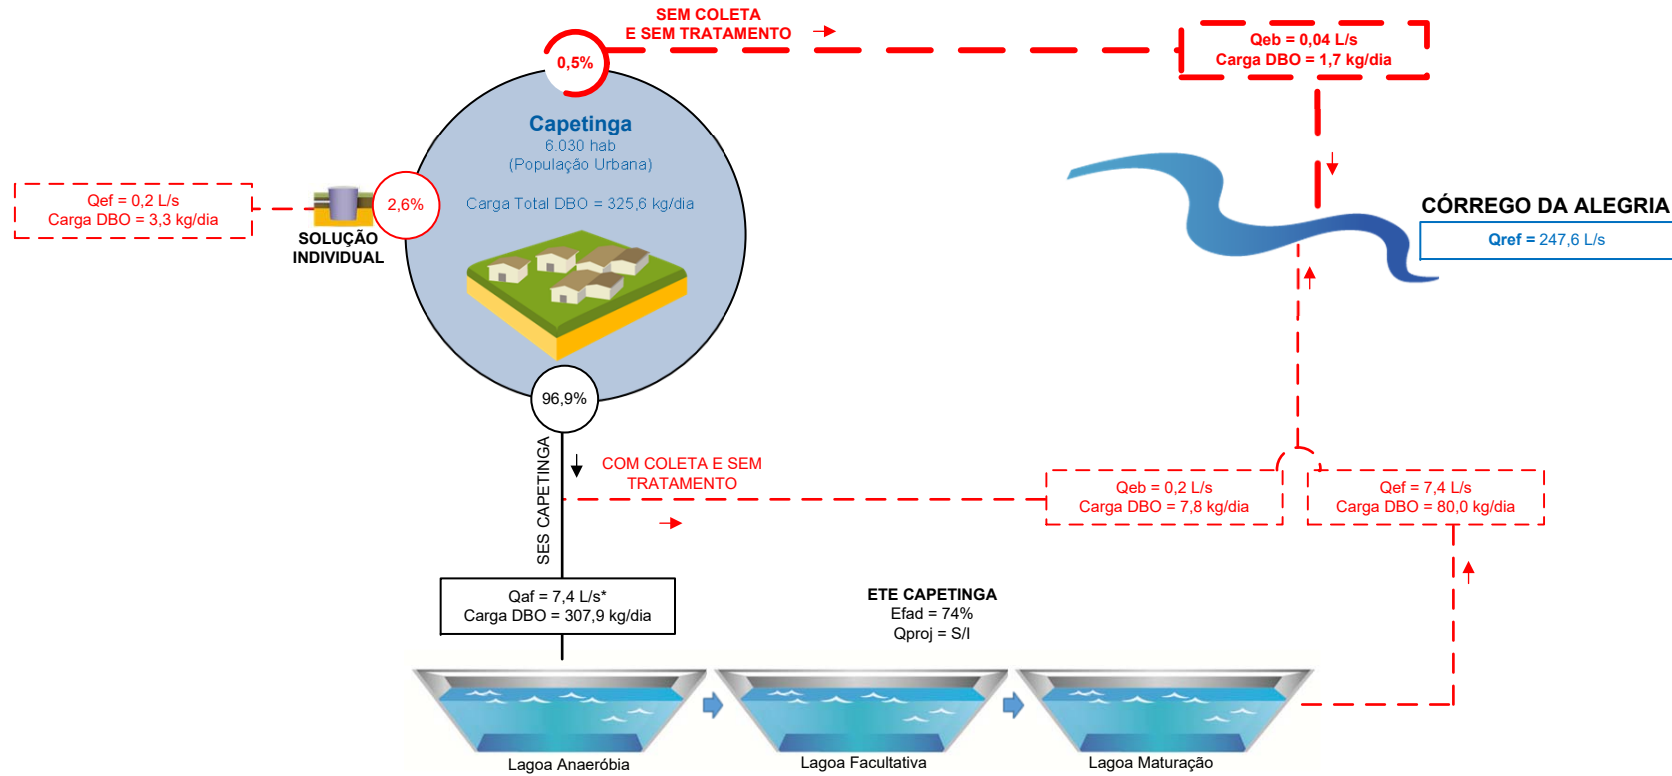 SEM COLETA
E SEM TRATAMENTO
Qeb = 0,04 L/s
Carga DBO = 1,7 kg/dia
0,5%
Capetinga
6.030 hab
(População Urbana)
Carga Total DBO = 325,6 kg/dia
Qef = 0,2 L/s
Carga DBO = 3,3 kg/dia
2,6%
SOLUÇÃO
INDIVIDUAL
CÓRREGO DA ALEGRIA
Qref = 247,6 L/s
96,9%
SES CAPETINGA
COM COLETA E SEM
TRATAMENTO
Qeb = 0,2 L/s
Carga DBO = 7,8 kg/dia
Qef = 7,4 L/s
Carga DBO = 80,0 kg/dia
Qaf = 7,4 L/s*
Carga DBO = 307,9 kg/dia
ETE CAPETINGA
Efad = 74%
Qproj = S/I
Lagoa Anaeróbia
Lagoa Facultativa
Lagoa Maturação